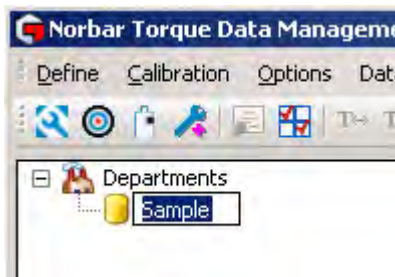 Norbar Torque Data Manageme
Define Calibration Options Dat
Departments
Sample